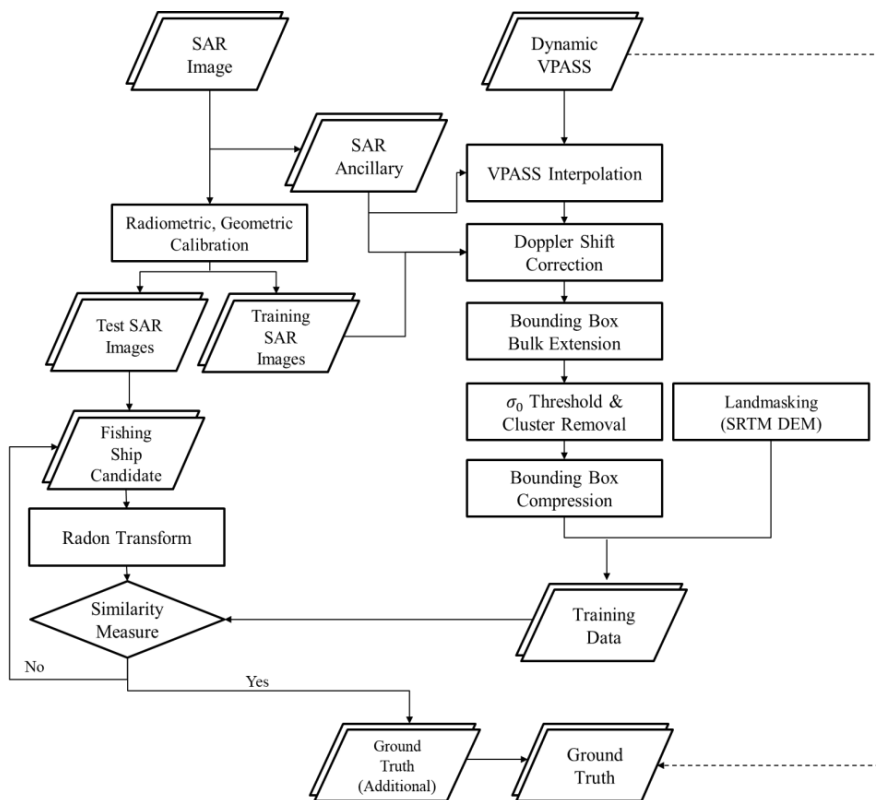 SAR
Image
Dynamic
VPASS
SAR
Ancillary
VPASS Interpolation
Radiometric, Geometric
Calibration
Doppler Shift
Correction
Test SAR
Images
Training
SAR
Images
Bounding Box
Bulk Extension
σ₀ Threshold &
Cluster Removal
Landmasking
(SRTM DEM)
Fishing
Ship
Candidate
Bounding Box
Compression
Radon Transform
Similarity
Measure
Training
Data
No
Yes
Ground
Truth
(Additional)
Ground
Truth